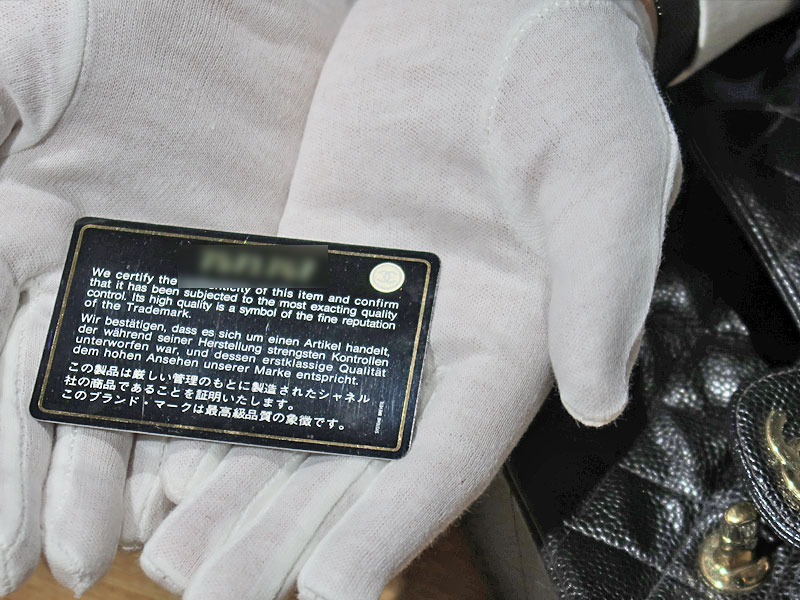 We certify the
of this item and confirm
that it has been subjected to the most exacting quality
control. Its high quality is a symbol of the fine reputation
of the Trademark.
Wir bestätigen, dass es sich um einen Artikel handelt,
der während seiner Herstellung strengsten Kontrollen
unterworfen war, und dessen erstklassige Qualität
dem hohen Ansehen unserer Marke entspricht.
この製品は厳しい管理のもとに製造されたシャネル
社の商品であることを証明いたします。
このブランド・マークは最高級品質の象徴です。